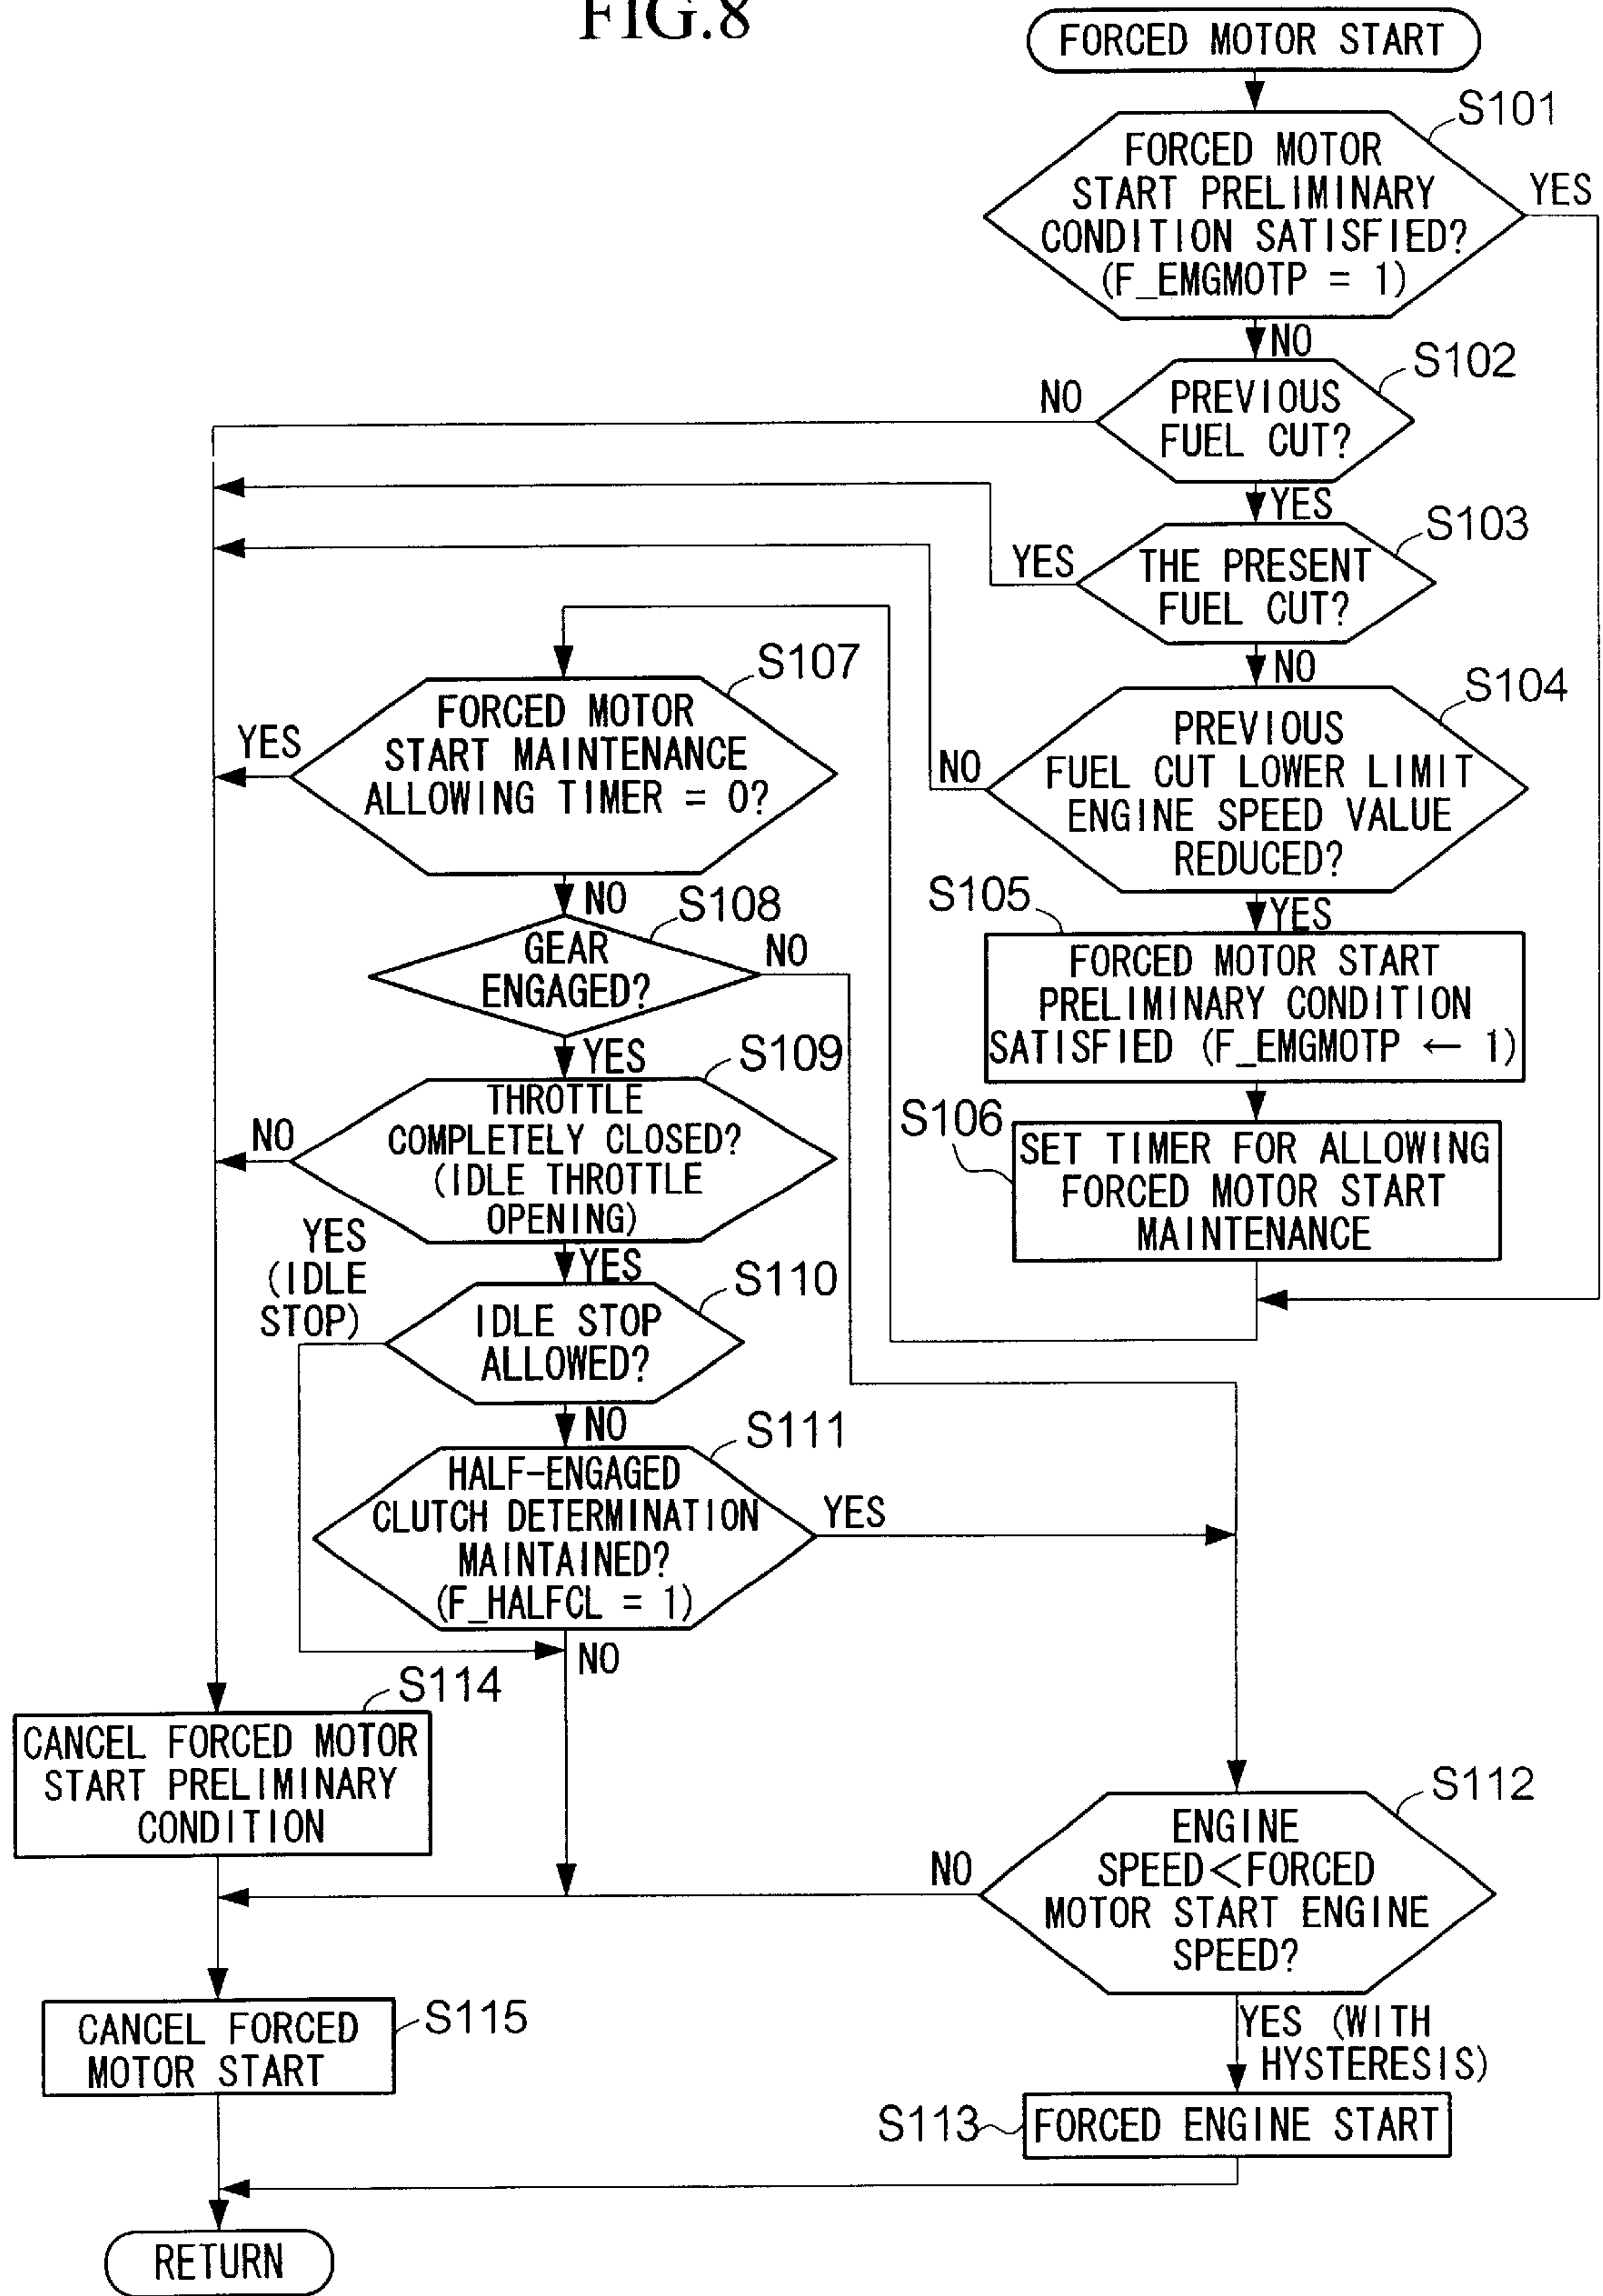 FIG.8
FORCED MOTOR START
S101
FORCED MOTOR
START PRELIMINARY
CONDITION SATISFIED?
(F_EMGMOTP = 1)
YES
NO
S102
PREVIOUS
FUEL CUT?
NO
YES
S103
THE PRESENT
FUEL CUT?
YES
NO
S104
PREVIOUS
FUEL CUT LOWER LIMIT
ENGINE SPEED VALUE
REDUCED?
NO
YES
S105
FORCED MOTOR START
PRELIMINARY CONDITION
SATISFIED (F_EMGMOTP ← 1)
S106
SET TIMER FOR ALLOWING
FORCED MOTOR START
MAINTENANCE
S107
FORCED MOTOR
START MAINTENANCE
ALLOWING TIMER = 0?
YES
NO
S108
GEAR
ENGAGED?
NO
YES
S109
THROTTLE
COMPLETELY CLOSED?
(IDLE THROTTLE
OPENING)
NO
YES
S110
IDLE STOP
ALLOWED?
YES
(IDLE
STOP)
NO
S111
HALF-ENGAGED
CLUTCH DETERMINATION
MAINTAINED?
(F_HALFCL = 1)
YES
NO
S114
CANCEL FORCED MOTOR
START PRELIMINARY
CONDITION
S112
ENGINE
SPEED<FORCED
MOTOR START ENGINE
SPEED?
NO
YES (WITH
HYSTERESIS)
S115
CANCEL FORCED
MOTOR START
S113
FORCED ENGINE START
RETURN